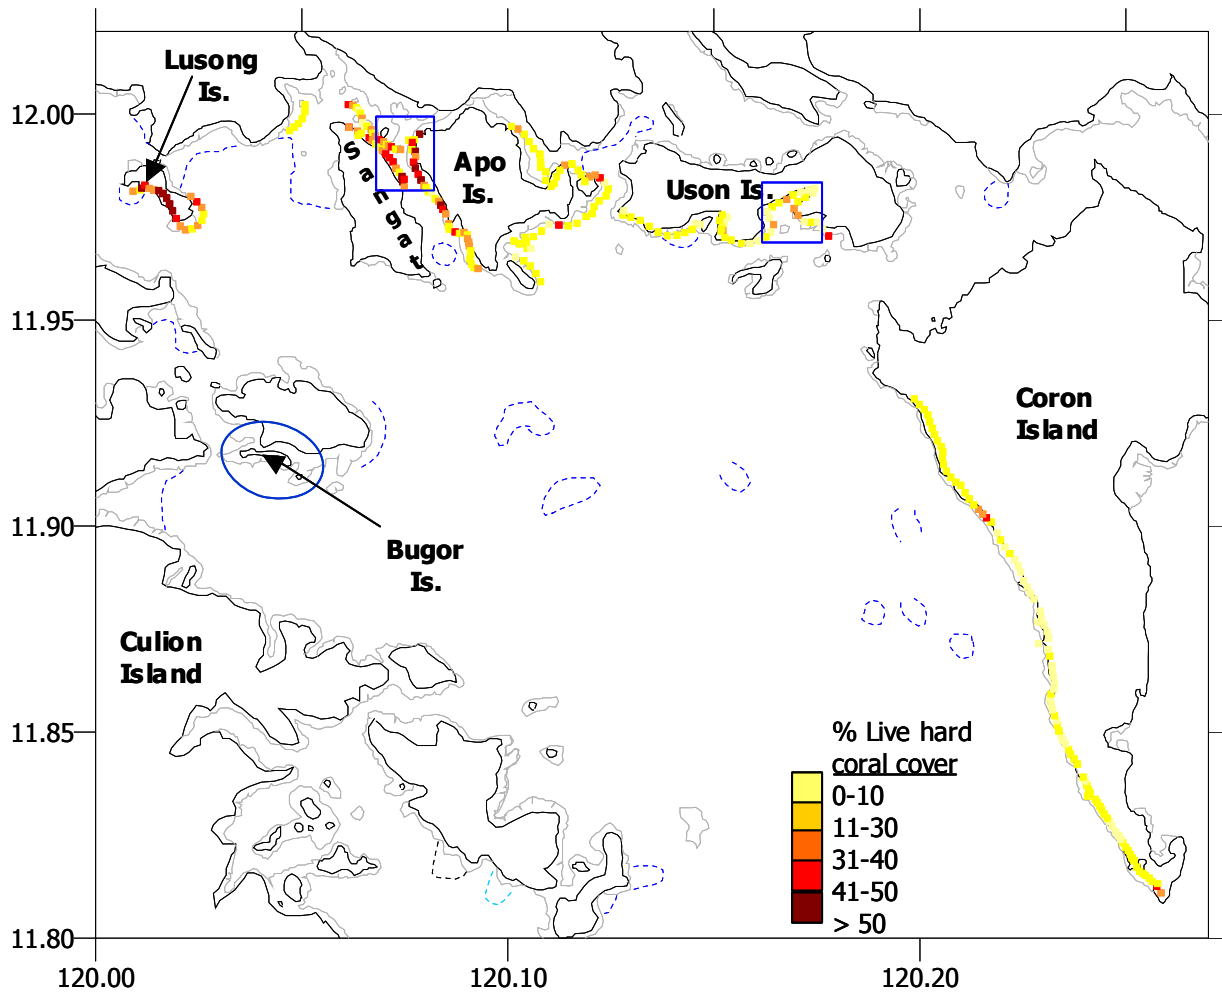 Lusong
Is.
12.00
Sangat
Apo
Is.
Uson Is.
11.95
Coron
Island
11.90
Bugor
Is.
Culion
Island
11.85
% Live hard
coral cover
0-10
11-30
31-40
41-50
> 50
11.80
120.00
120.10
120.20